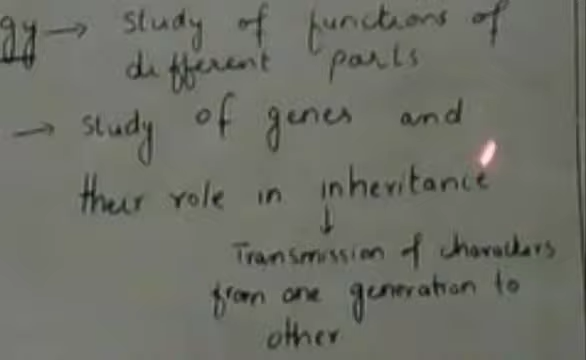 gy → study of functions of
different parts
→ study of genes and
their role in inheritance
↓
Transmission of characters
from one generation to
other